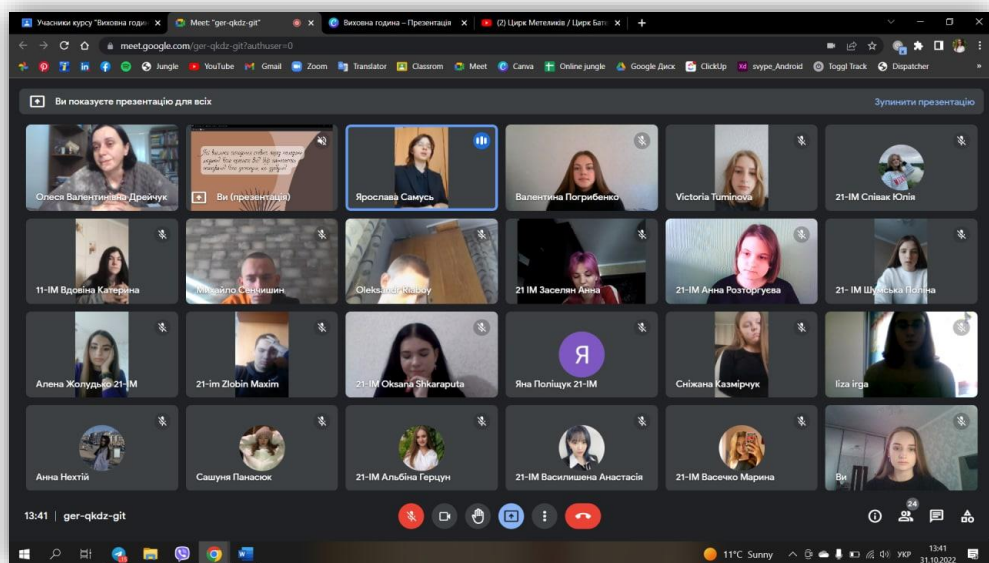 Учасники курсу "Виховна годи
Meet: "ger-qkdz-git"
Виховна година – Презентація
(2) Цирк Метеликів / Цирк Бат
meet.google.com/ger-qkdz-git?authuser=0
Jungle YouTube Gmail Zoom Translator Classrom Meet Canva Online jungle Google Диск ClickUp svype_Android Toggl Track Dispatcher »
Ви показуєте презентацію для всіх
Зупинити презентацію
Олеся Валентинівна Дрейчук
Ви (презентація)
Ярослава Самусь
Валентина Погрибенко
Victoria Tuminova
21-ІМ Співак Юлія
11-ІМ Вдовіна Катерина
Михайло Сенчишин
Oleksandr Riaboy
21 ІМ Заселян Анна
21-ІМ Анна Розторгуєва
21- ІМ Шумська Поліна
Алена Жолудько 21-ІМ
21-im Zlobin Maxim
21-ІМ Oksana Shkaraputa
Я
Яна Поліщук 21-ІМ
Сніжана Казмірчук
liza irga
Анна Нехтій
Сашуня Панасюк
21-ІМ Альбіна Герцун
21-ІМ Василишена Анастасія
21-ІМ Васечко Марина
Ви
13:41 | ger-qkdz-git
24
11°C Sunny
УКР
13:41
31.10.2022